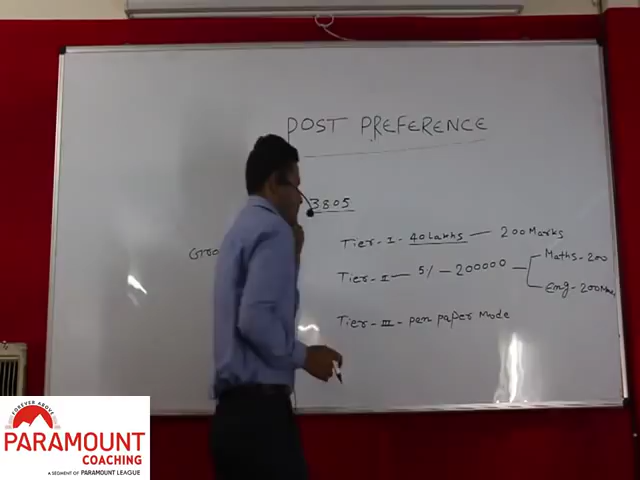 POST PREFERENCE
3805
Tier-I - 40 Lakhs — 200 Marks
Tier-II — 5/ — 200000 — Maths-200
Eng-200
Tier-III - pen paper Mode
FOREVER ABOVE
PARAMOUNT
COACHING
A SEGMENT OF PARAMOUNT LEAGUE